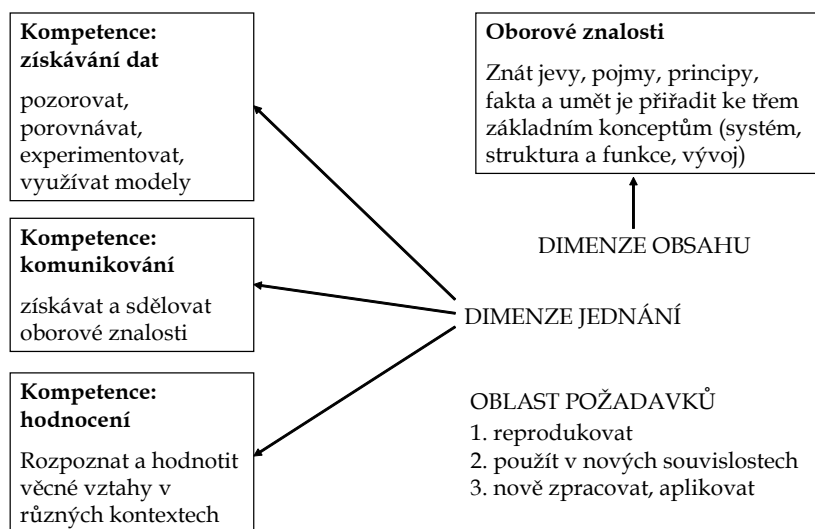 Kompetence:
získávání dat
pozorovat,
porovnávat,
experimentovat,
využívat modely
Kompetence:
komunikování
získávat a sdělovat
oborové znalosti
Kompetence:
hodnocení
Rozpoznat a hodnotit
věcné vztahy v
různých kontextech
Oborové znalosti
Znát jevy, pojmy, principy,
fakta a umět je přiřadit ke třem
základním konceptům (systém,
struktura a funkce, vývoj)
DIMENZE OBSAHU
DIMENZE JEDNÁNÍ
OBLAST POŽADAVKŮ
1. reprodukovat
2. použít v nových souvislostech
3. nově zpracovat, aplikovat